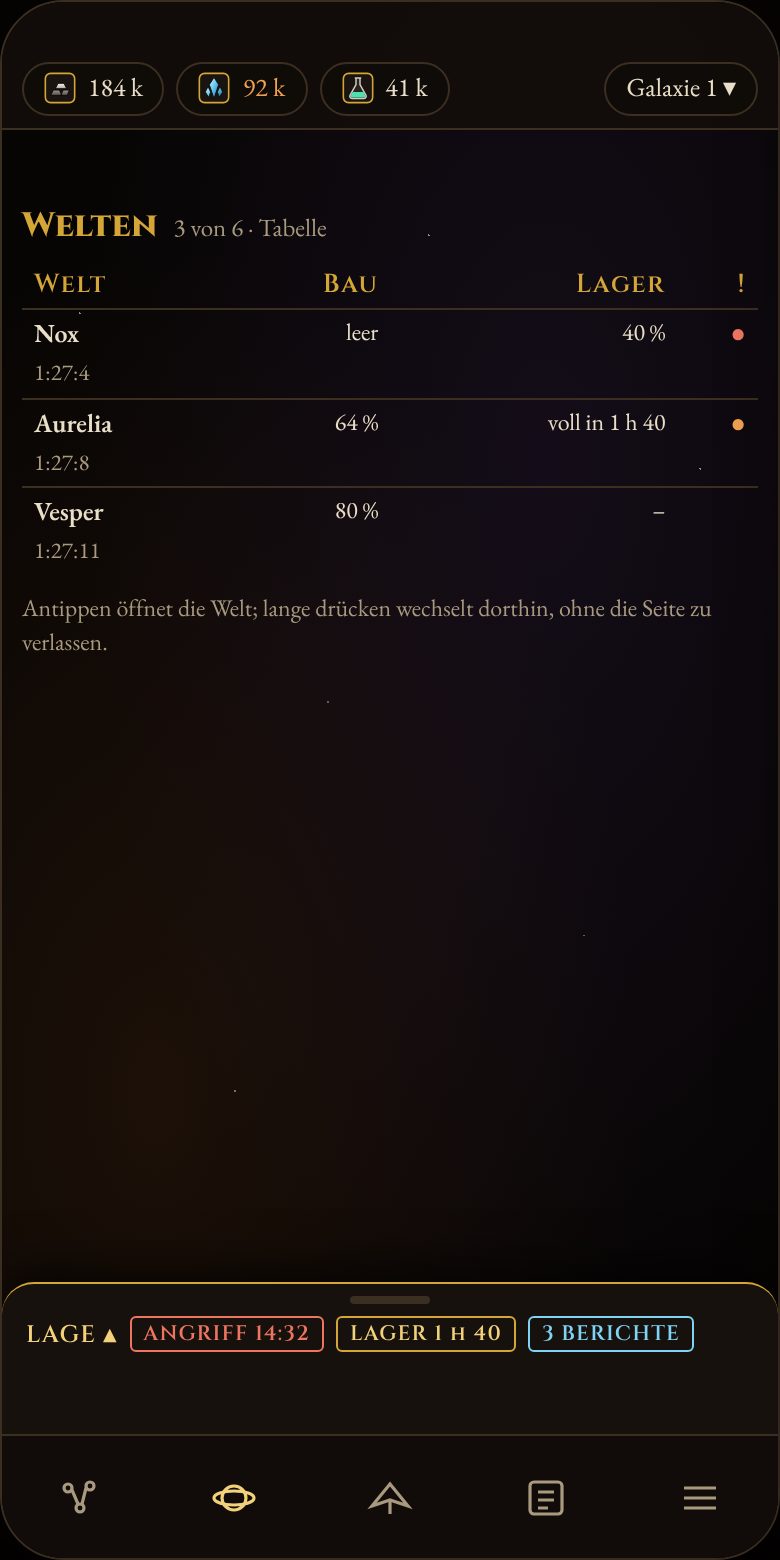 184 k 92 k 41 k Galaxie 1 ▼
WELTEN 3 von 6 · Tabelle
WELT BAU LAGER !
Nox leer 40 %
1:27:4
Aurelia 64 % voll in 1 h 40
1:27:8
Vesper 80 % –
1:27:11
Antippen öffnet die Welt; lange drücken wechselt dorthin, ohne die Seite zu
verlassen.
LAGE ▲ ANGRIFF 14:32 LAGER 1 H 40 3 BERICHTE